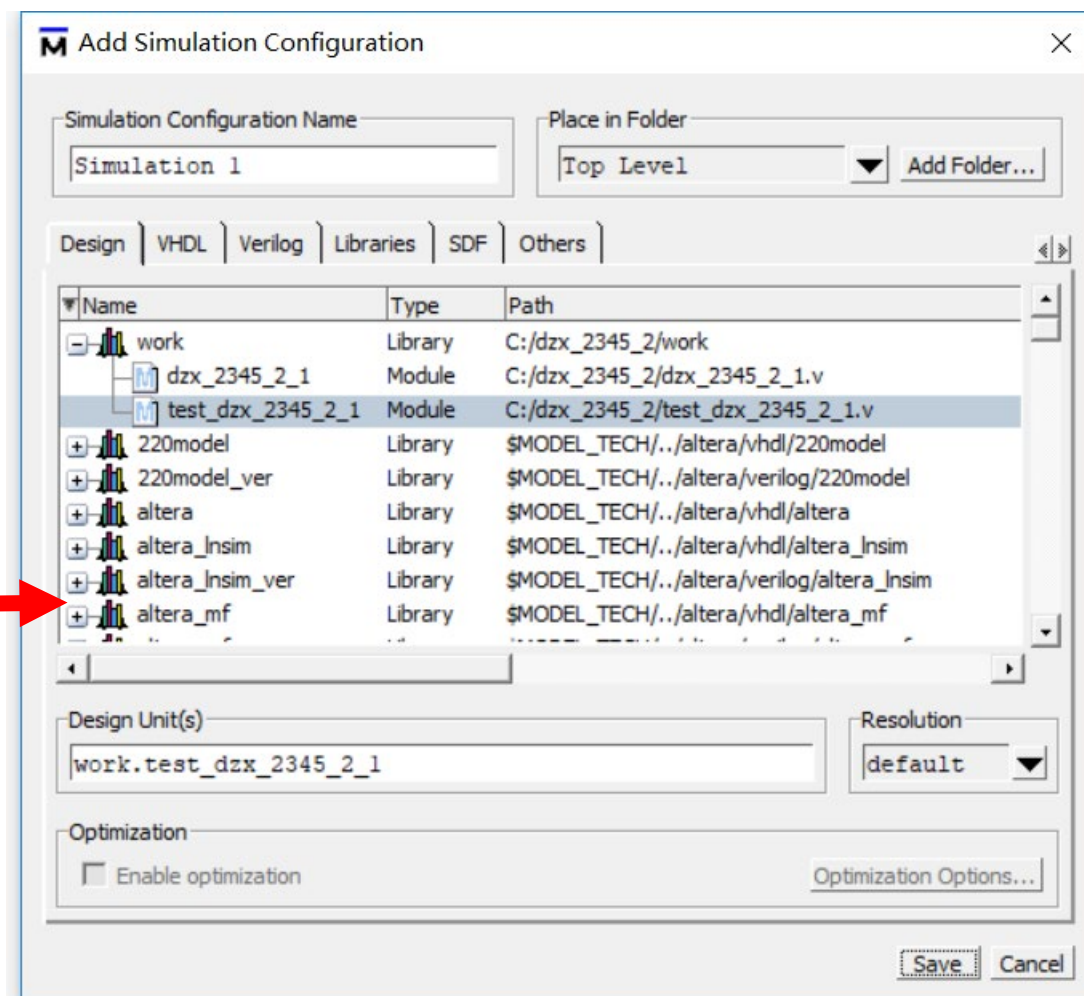 Add Simulation Configuration
Simulation Configuration Name
Place in Folder
Simulation 1
Top Level
Add Folder...
Design VHDL Verilog Libraries SDF Others
Name Type Path
work Library C:/dzx_2345_2/work
dzx_2345_2_1 Module C:/dzx_2345_2/dzx_2345_2_1.v
test_dzx_2345_2_1 Module C:/dzx_2345_2/test_dzx_2345_2_1.v
220model Library $MODEL_TECH/../altera/vhdl/220model
220model_ver Library $MODEL_TECH/../altera/verilog/220model
altera Library $MODEL_TECH/../altera/vhdl/altera
altera_lnsim Library $MODEL_TECH/../altera/vhdl/altera_lnsim
altera_lnsim_ver Library $MODEL_TECH/../altera/verilog/altera_lnsim
altera_mf Library $MODEL_TECH/../altera/vhdl/altera_mf
Design Unit(s)
Resolution
work.test_dzx_2345_2_1
default
Optimization
Enable optimization
Optimization Options...
Save Cancel